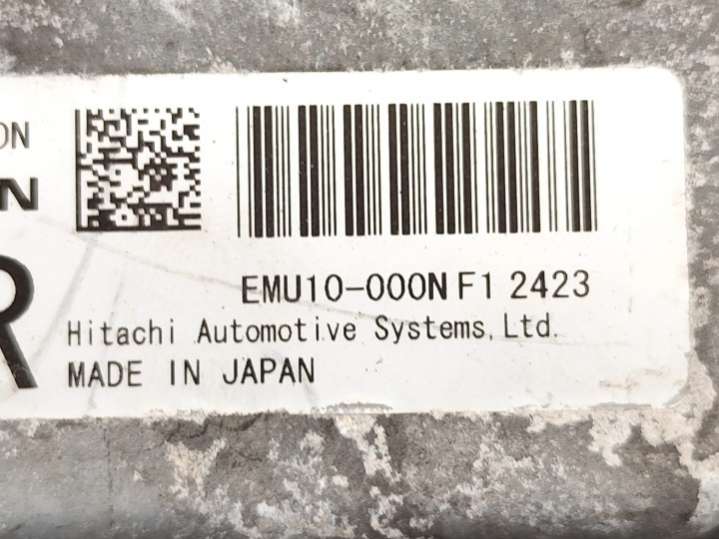 ON
N
R
EMU10-000N F1 2423
Hitachi Automotive Systems,Ltd.
MADE IN JAPAN